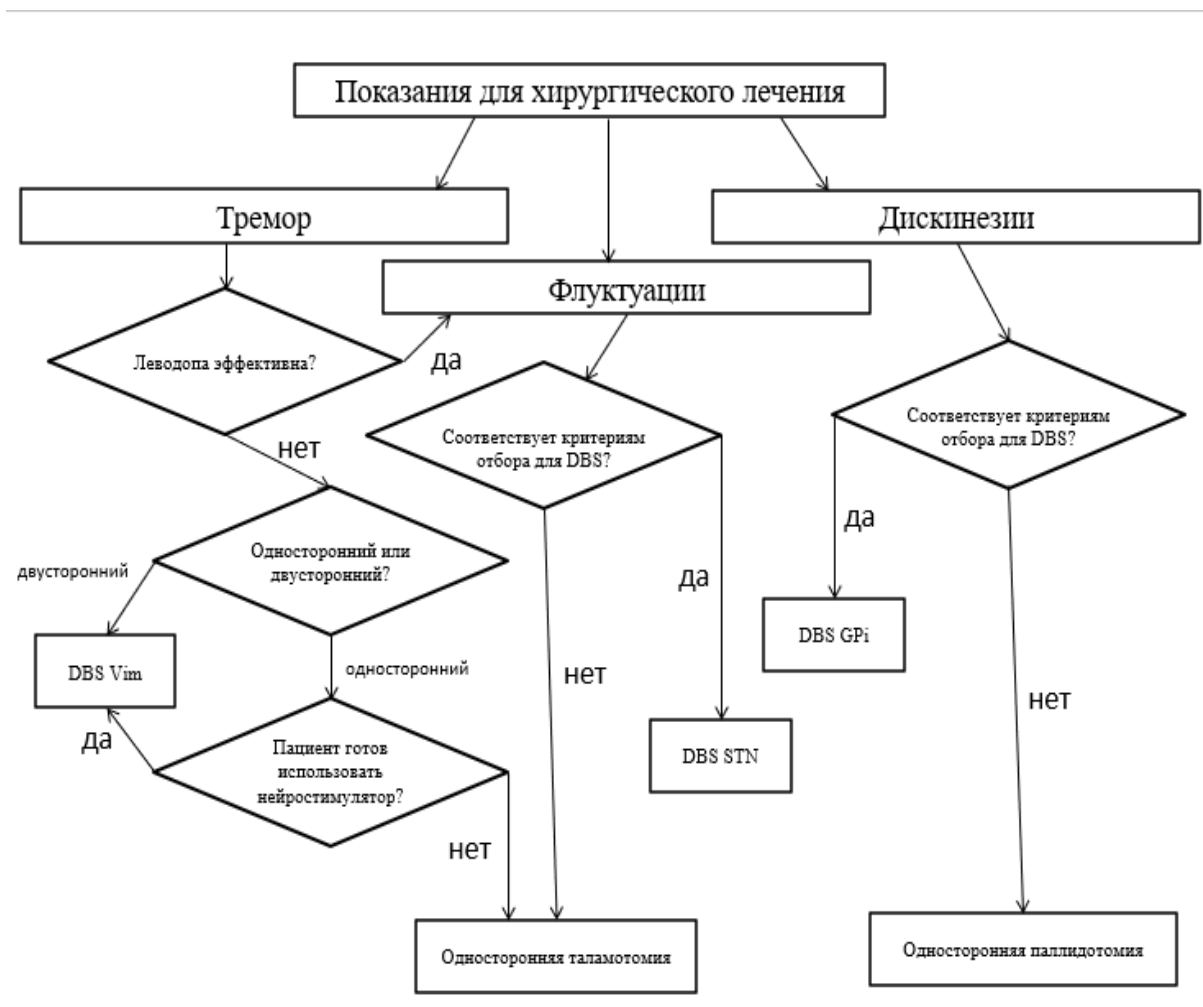 Показания для хирургического лечения
Тремор
Дискинезии
Флуктуации
Леводопа эффективна?
да
нет
Соответствует критериям
отбора для DBS?
Соответствует критериям
отбора для DBS?
Односторонний или
двусторонний?
двусторонний
да
да
DBS GPi
DBS Vim
односторонний
нет
нет
да
Пациент готов
использовать
нейростимулятор?
DBS STN
нет
Односторонняя таламотомия
Односторонняя паллидотомия